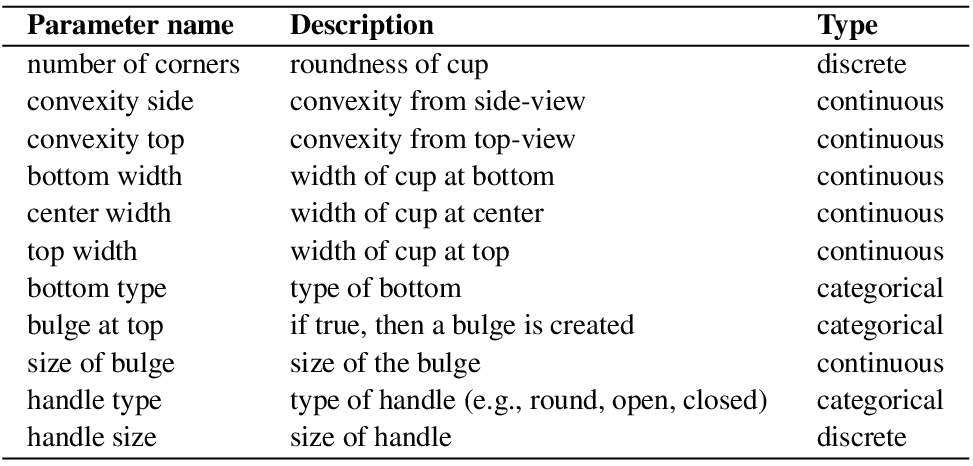 Parameter name Description Type
number of corners roundness of cup discrete
convexity side convexity from side-view continuous
convexity top convexity from top-view continuous
bottom width width of cup at bottom continuous
center width width of cup at center continuous
top width width of cup at top continuous
bottom type type of bottom categorical
bulge at top if true, then a bulge is created categorical
size of bulge size of the bulge continuous
handle type type of handle (e.g., round, open, closed) categorical
handle size size of handle discrete